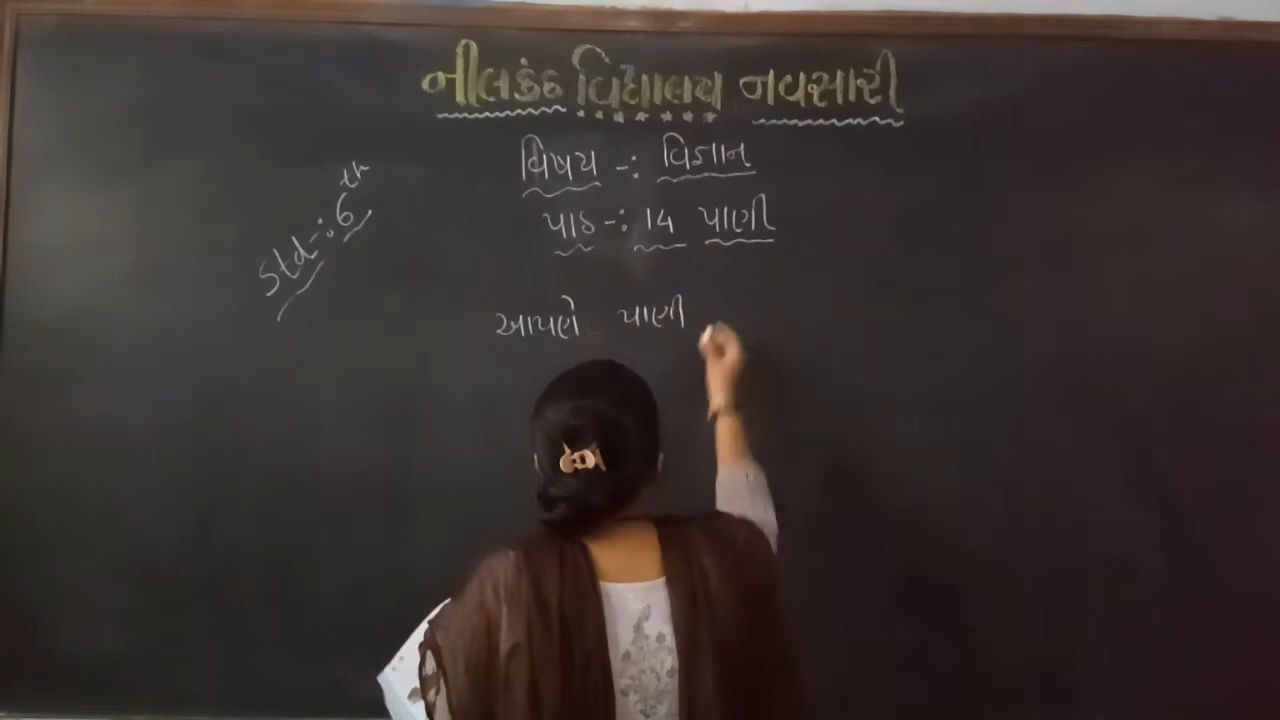 નીલકંઠ વિદ્યાલય નવસારી
વિષય -: વિજ્ઞાન
પાઠ -: 14 પાણી
Std -: 6th
આપણે પાણી